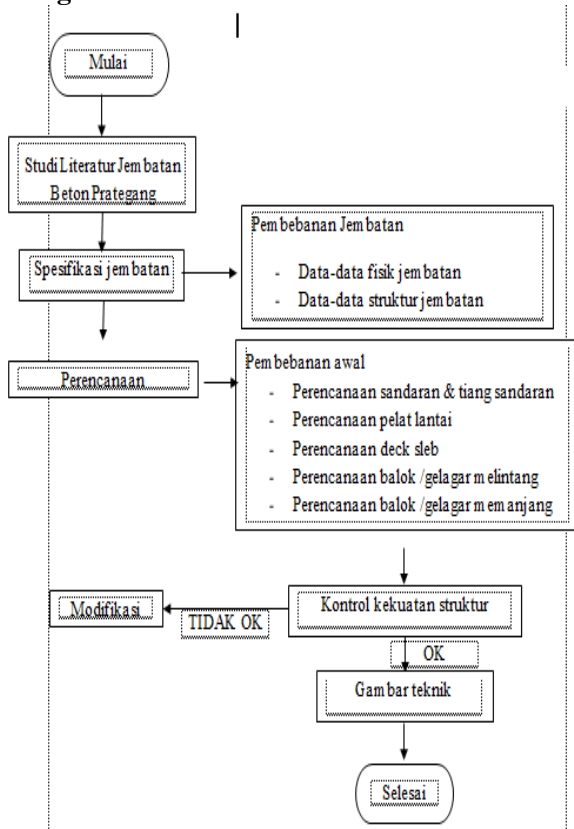 Mulai
Studi Literatur Jembatan
Beton Prategang
Spesifikasi jembatan
Pembebanan Jembatan
- Data-data fisik jembatan
- Data-data struktur jembatan
Perencanaan
Pembebanan awal
- Perencanaan sandaran & tiang sandaran
- Perencanaan pelat lantai
- Perencanaan deck sleb
- Perencanaan balok /gelagar melintang
- Perencanaan balok /gelagar memanjang
Modifikasi
TIDAK OK
Kontrol kekuatan struktur
OK
Gambar teknik
Selesai